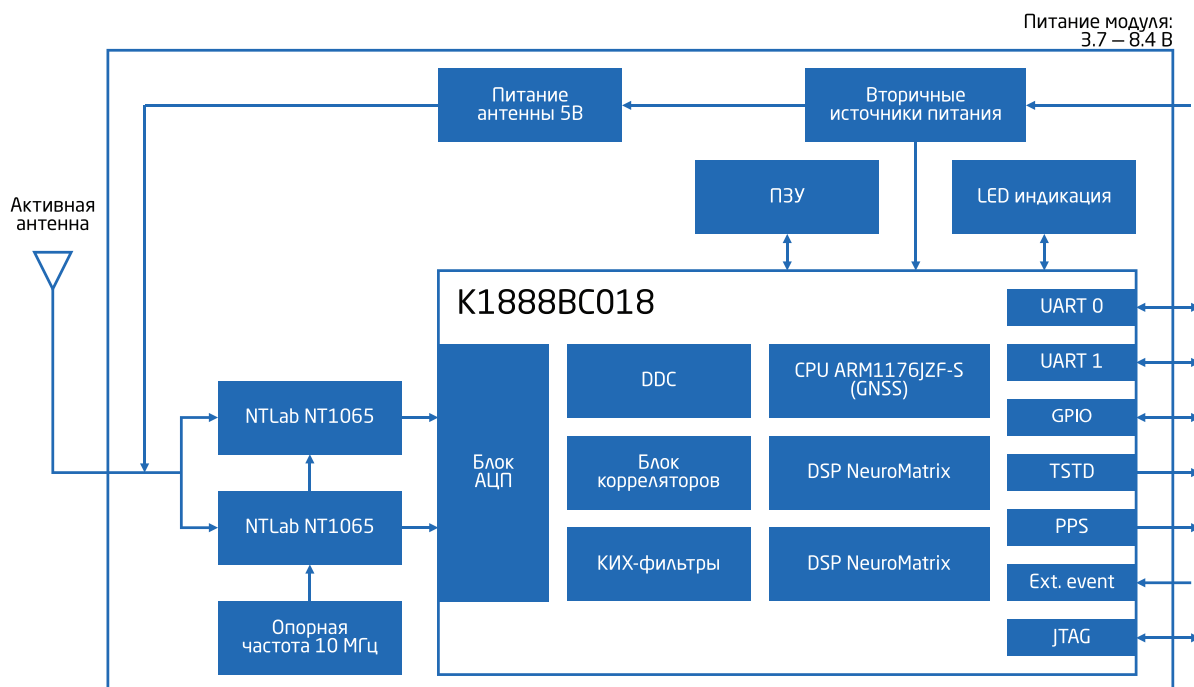 Питание модуля:
3.7 – 8.4 В
Питание
антенны 5В
Вторичные
источники питания
ПЗУ
LED индикация
Активная
антенна
К1888ВС018
UART 0
UART 1
GPIO
TSTD
PPS
Ext. event
JTAG
DDC
CPU ARM1176JZF-S
(GNSS)
NTLab NT1065
Блок
АЦП
Блок
корреляторов
DSP NeuroMatrix
NTLab NT1065
КИХ-фильтры
DSP NeuroMatrix
Опорная
частота 10 МГц